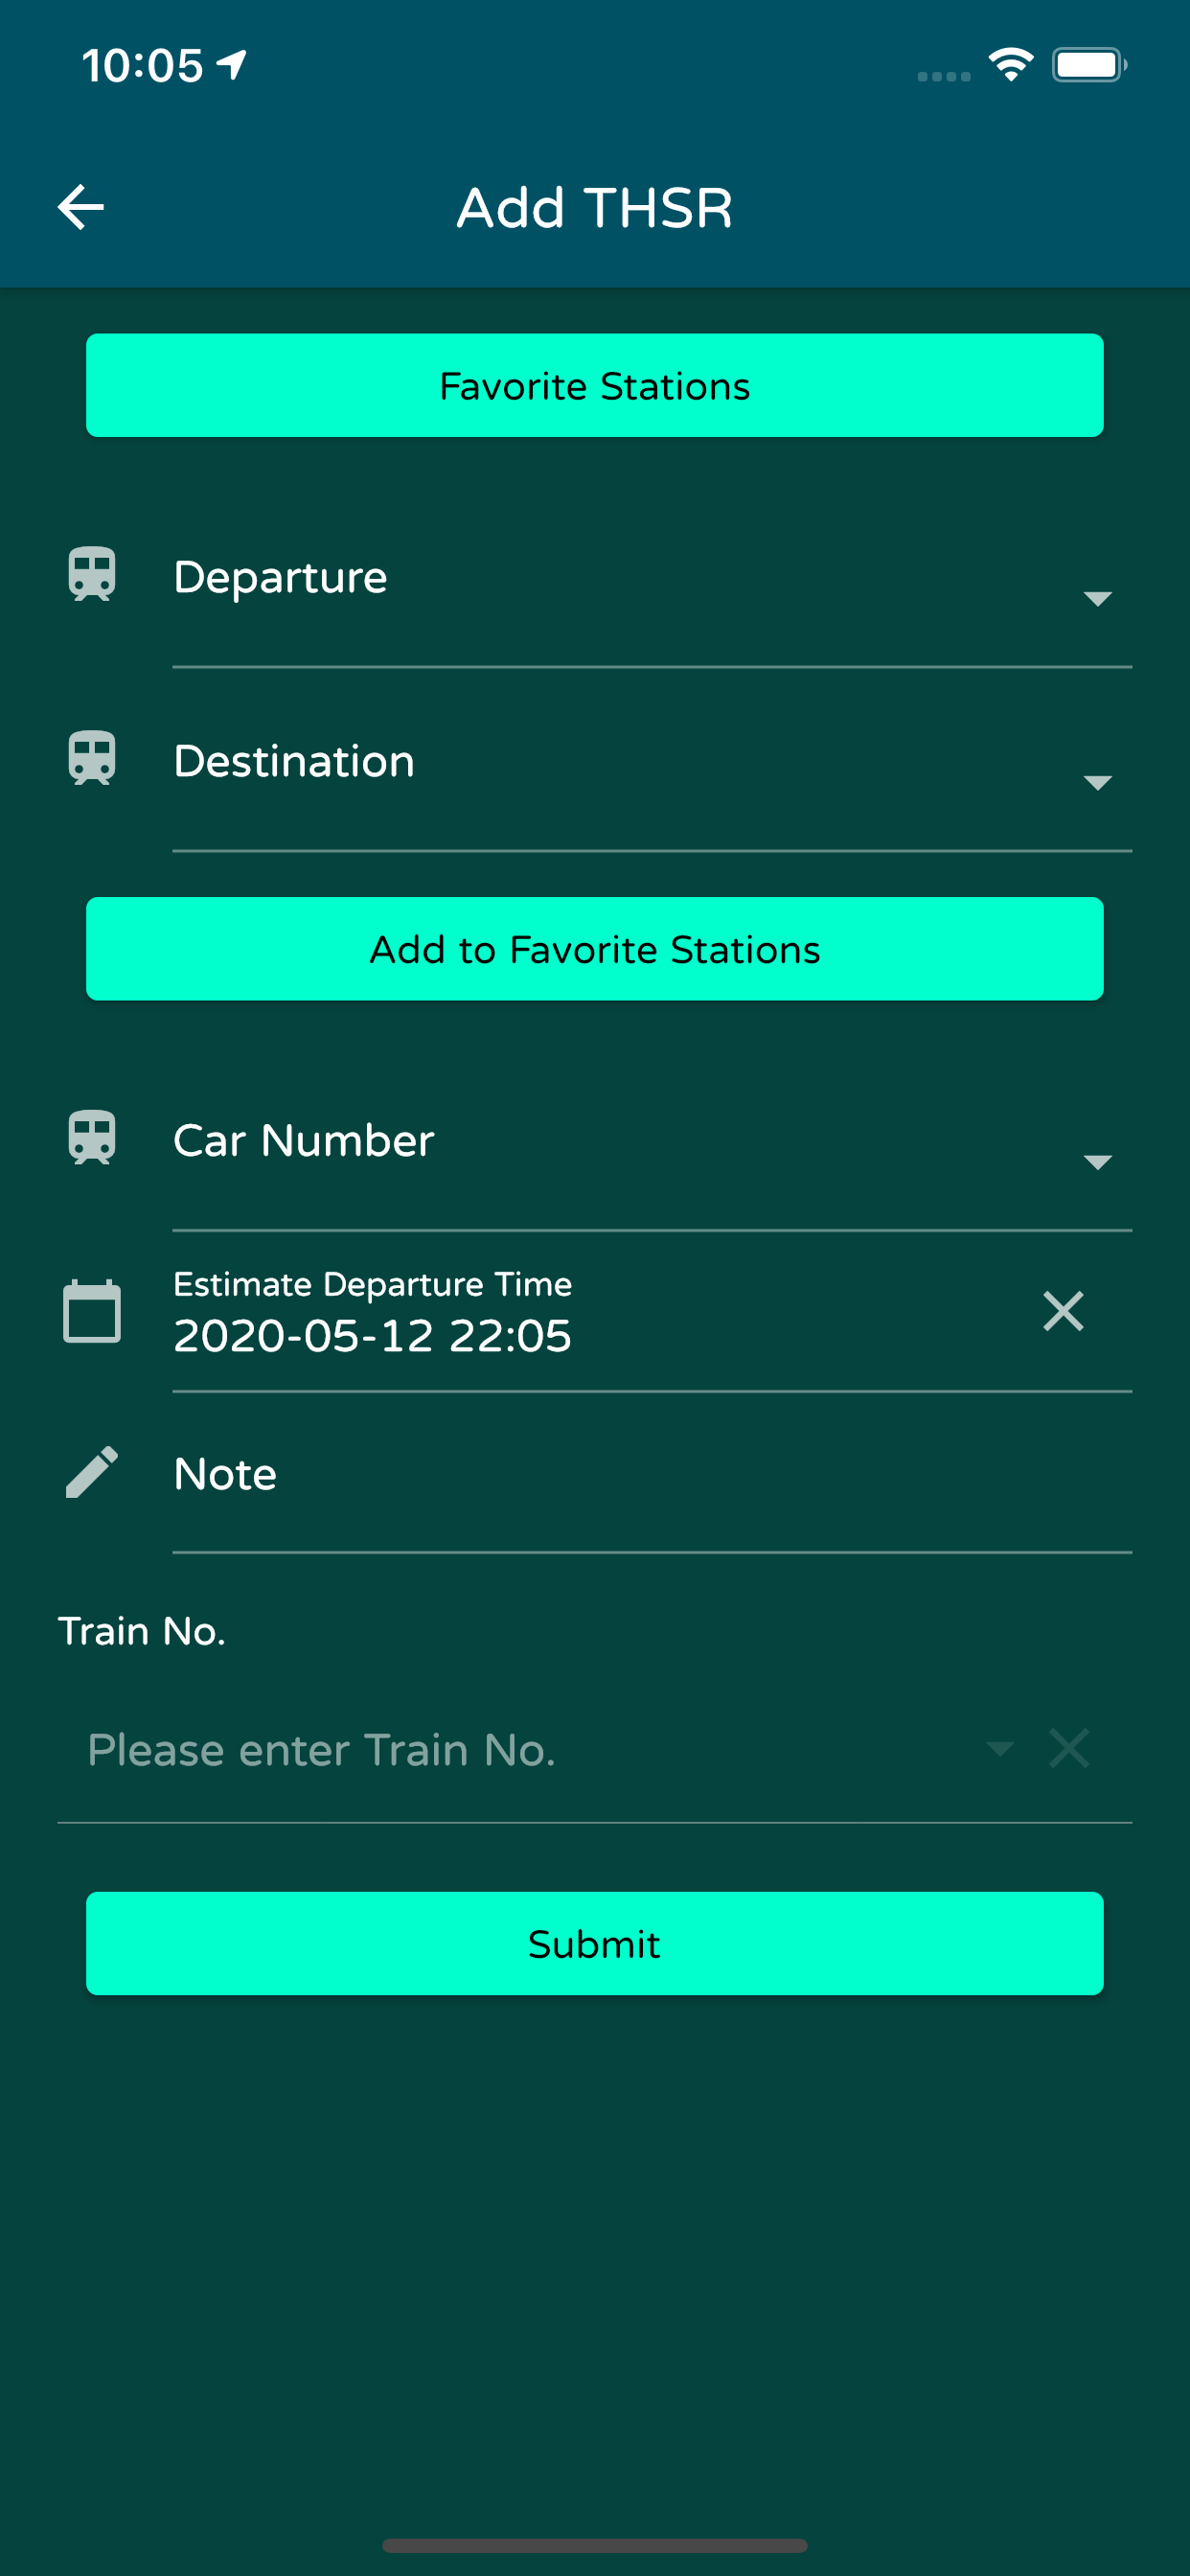 10:05
Add THSR
Favorite Stations
Departure
Destination
Add to Favorite Stations
Car Number
Estimate Departure Time
2020-05-12 22:05
Note
Train No.
Please enter Train No.
Submit